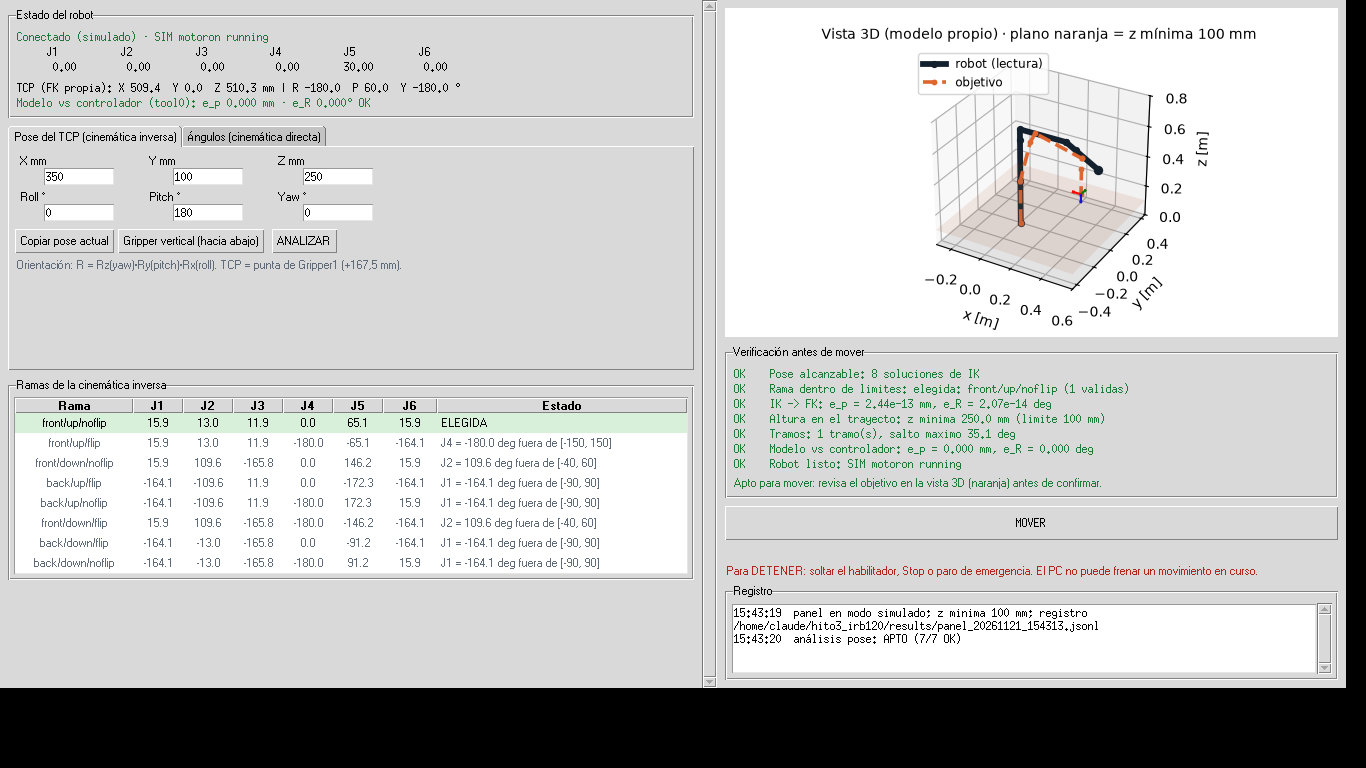 Estado del robot
Conectado (simulado) - SIM motoron running
J1 J2 J3 J4 J5 J6
0.00 0.00 0.00 0.00 30.00 0.00
TCP (FK propia): X 509.4 Y 0.0 Z 510.3 mm | R -180.0 P 60.0 Y -180.0 °
Modelo vs controlador (tool0): e_p 0.000 mm - e_R 0.000° OK
Pose del TCP (cinemática inversa) Ángulos (cinemática directa)
X mm Y mm Z mm
350 100 250
Roll ° Pitch ° Yaw °
0 180 0
Copiar pose actual Gripper vertical (hacia abajo) ANALIZAR
Orientación: R = Rz(yaw)·Ry(pitch)·Rx(roll). TCP = punta de Gripper1 (+167,5 mm).
Ramas de la cinemática inversa
Rama J1 J2 J3 J4 J5 J6 Estado
front/up/noflip 15.9 13.0 11.9 0.0 65.1 15.9 ELEGIDA
front/up/flip 15.9 13.0 11.9 -180.0 -65.1 -164.1 J4 = -180.0 deg fuera de [-150, 150]
front/down/noflip 15.9 109.6 -165.8 0.0 146.2 15.9 J2 = 109.6 deg fuera de [-40, 60]
back/up/flip -164.1 -109.6 11.9 0.0 -172.3 -164.1 J1 = -164.1 deg fuera de [-90, 90]
back/up/noflip -164.1 -109.6 11.9 -180.0 172.3 15.9 J1 = -164.1 deg fuera de [-90, 90]
front/down/flip 15.9 109.6 -165.8 -180.0 -146.2 -164.1 J2 = 109.6 deg fuera de [-40, 60]
back/down/flip -164.1 -13.0 -165.8 0.0 -91.2 -164.1 J1 = -164.1 deg fuera de [-90, 90]
back/down/noflip -164.1 -13.0 -165.8 -180.0 91.2 15.9 J1 = -164.1 deg fuera de [-90, 90]
Vista 3D (modelo propio) · plano naranja = z mínima 100 mm
robot (lectura)
objetivo
0.8
0.6
0.4
0.2
0.0
z [m]
0.4
0.2
0.0
−0.2
−0.4
y [m]
−0.2
0.0
0.2
0.4
0.6
x [m]
Verificación antes de mover
OK Pose alcanzable: 8 soluciones de IK
OK Rama dentro de limites: elegida: front/up/noflip (1 validas)
OK IK -> FK: e_p = 2.44e-13 mm, e_R = 2.07e-14 deg
OK Altura en el trayecto: z minima 250.0 mm (limite 100 mm)
OK Tramos: 1 tramo(s), salto maximo 35.1 deg
OK Modelo vs controlador: e_p = 0.000 mm, e_R = 0.000 deg
OK Robot listo: SIM motoron running
Apto para mover: revisa el objetivo en la vista 3D (naranja) antes de confirmar.
MOVER
Para DETENER: soltar el habilitador, Stop o paro de emergencia. El PC no puede frenar un movimiento en curso.
Registro
15:43:19 panel en modo simulado; z minima 100 mm; registro
/home/claude/hito3_irb120/results/panel_20261121_154313.jsonl
15:43:20 análisis pose: APTO (7/7 OK)